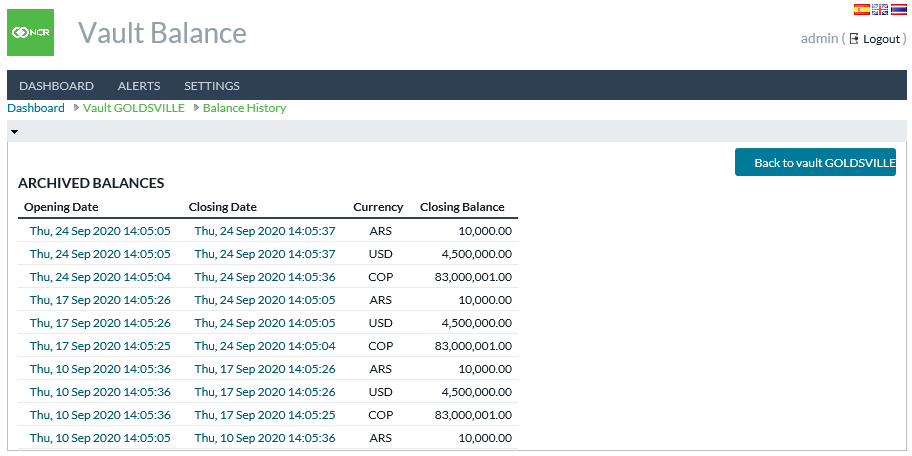 NCR
Vault Balance
admin ( Logout )
DASHBOARD ALERTS SETTINGS
Dashboard Vault GOLDSVILLE Balance History
Back to vault GOLDSVILLE
ARCHIVED BALANCES
Opening Date Closing Date Currency Closing Balance
Thu, 24 Sep 2020 14:05:05 Thu, 24 Sep 2020 14:05:37 ARS 10,000.00
Thu, 24 Sep 2020 14:05:05 Thu, 24 Sep 2020 14:05:37 USD 4,500,000.00
Thu, 24 Sep 2020 14:05:04 Thu, 24 Sep 2020 14:05:36 COP 83,000,001.00
Thu, 17 Sep 2020 14:05:26 Thu, 24 Sep 2020 14:05:05 ARS 10,000.00
Thu, 17 Sep 2020 14:05:26 Thu, 24 Sep 2020 14:05:05 USD 4,500,000.00
Thu, 17 Sep 2020 14:05:25 Thu, 24 Sep 2020 14:05:04 COP 83,000,001.00
Thu, 10 Sep 2020 14:05:36 Thu, 17 Sep 2020 14:05:26 ARS 10,000.00
Thu, 10 Sep 2020 14:05:36 Thu, 17 Sep 2020 14:05:26 USD 4,500,000.00
Thu, 10 Sep 2020 14:05:36 Thu, 17 Sep 2020 14:05:25 COP 83,000,001.00
Thu, 10 Sep 2020 14:05:05 Thu, 10 Sep 2020 14:05:36 ARS 10,000.00